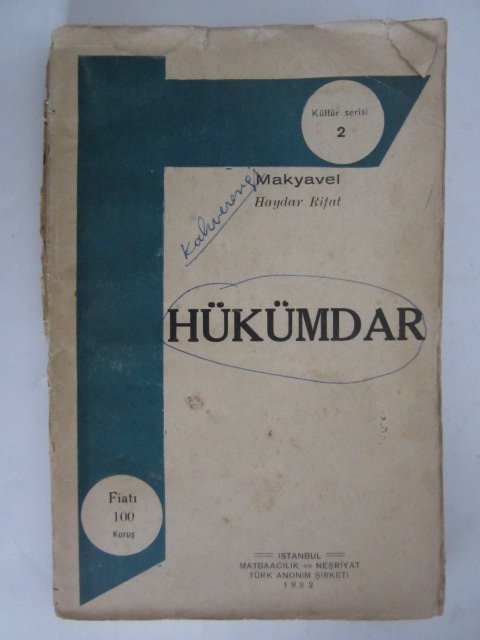 Kültür serisi
2
Makyavel
Haydar Rifat
kahverengi
HÜKÜMDAR
Fiatı
100
Kuruş
ISTANBUL
MATBAACILIK ve NEŞRİYAT
TÜRK ANONİM ŞİRKETİ
1932